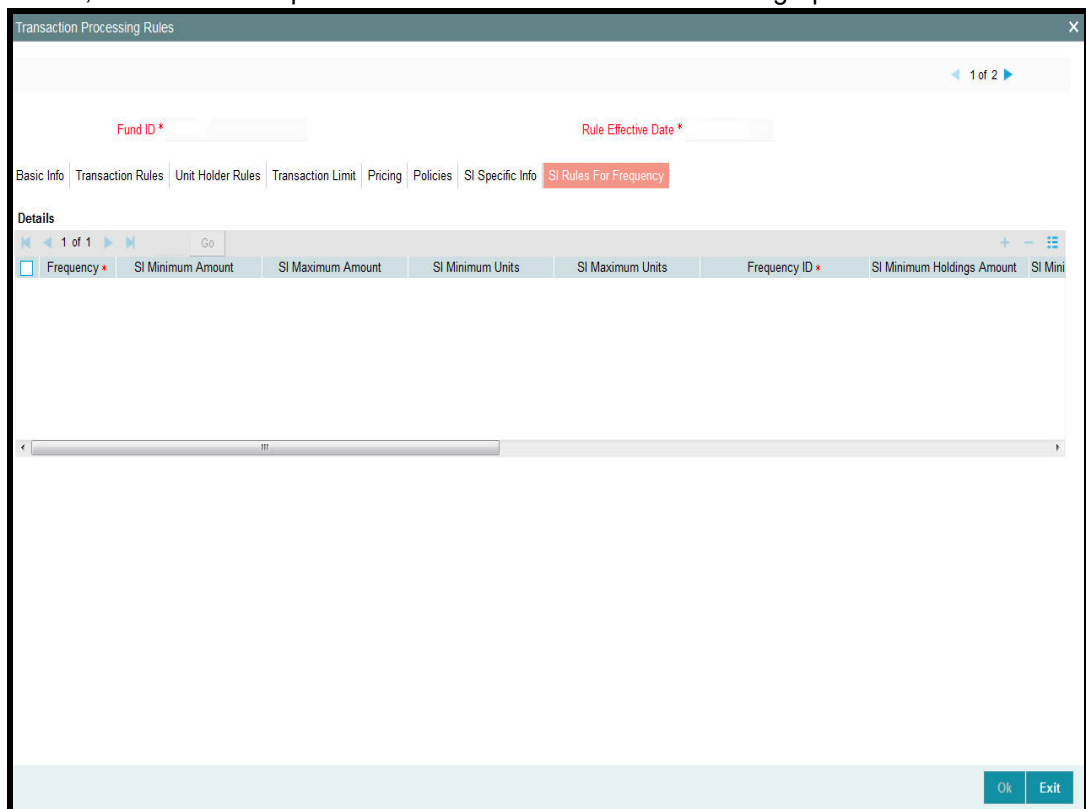 Transaction Processing Rules X
1 of 2
Fund ID * Rule Effective Date *
Basic Info Transaction Rules Unit Holder Rules Transaction Limit Pricing Policies SI Specific Info SI Rules For Frequency
Details
1 of 1 Go
Frequency * SI Minimum Amount SI Maximum Amount SI Minimum Units SI Maximum Units Frequency ID * SI Minimum Holdings Amount SI Mini
Ok Exit